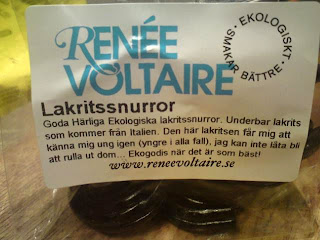 RENÉE
VOLTAIRE
• EKOLOGISKT • SMAKAR BÄTTRE
Lakritssnurror
Goda Härliga Ekologiska lakritssnurror. Underbar lakrits
som kommer från Italien. Den här lakritsen får mig att
känna mig ung igen (yngre i alla fall), jag kan inte låta bli
att rulla ut dom... Ekogodis när det är som bäst!
www.reneevoltaire.se